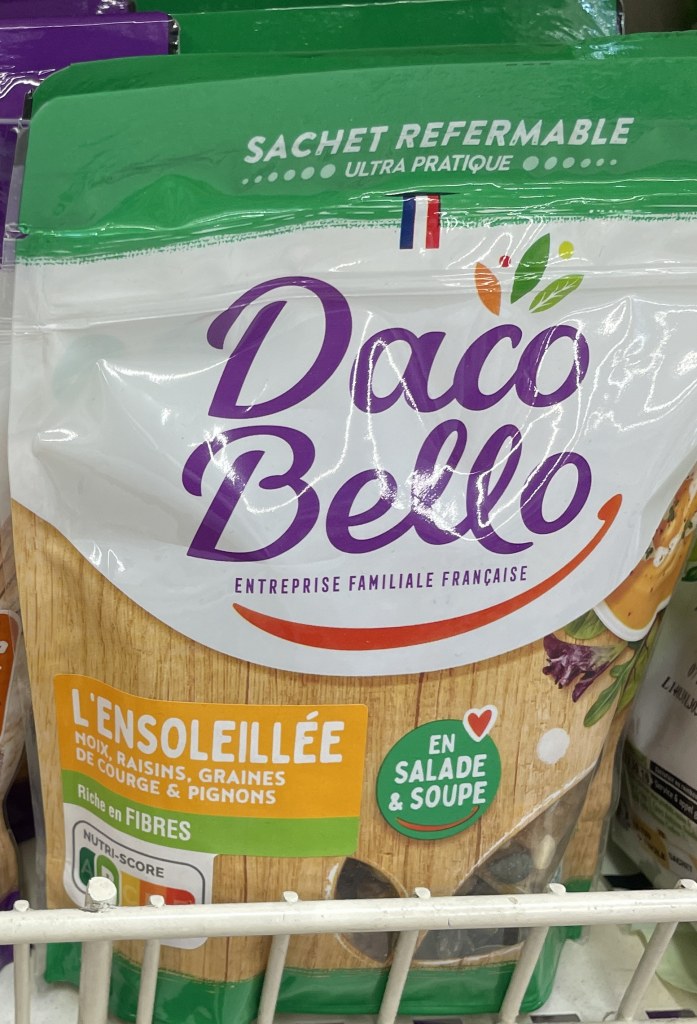 SACHET REFERMABLE
ULTRA PRATIQUE
Daco
Bello
ENTREPRISE FAMILIALE FRANÇAISE
L'ENSOLEILLÉE
NOIX, RAISINS, GRAINES
DE COURGE & PIGNONS
Riche en FIBRES
EN
SALADE
& SOUPE
NUTRI-SCORE
A